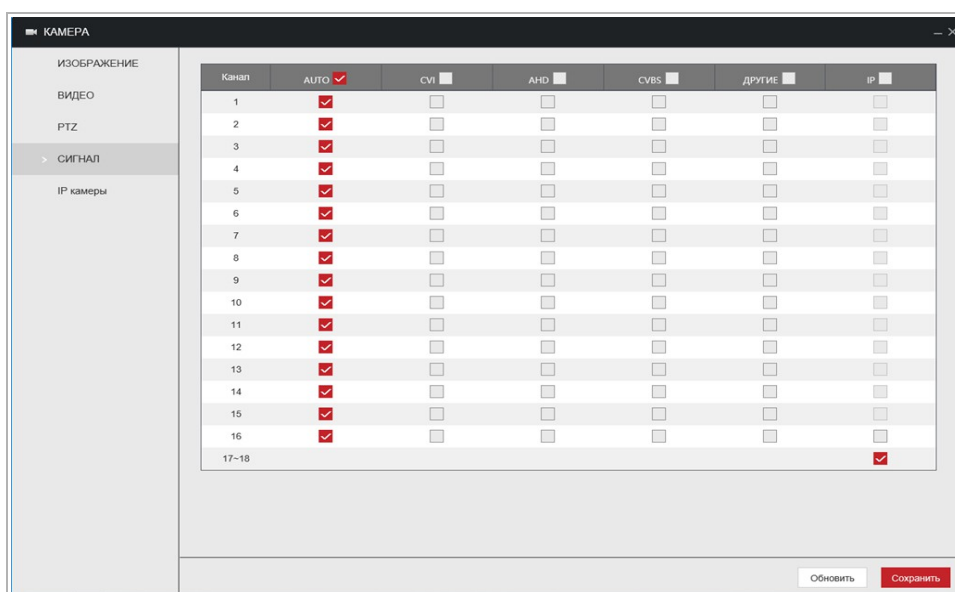 КАМЕРА
ИЗОБРАЖЕНИЕ
ВИДЕО
PTZ
> СИГНАЛ
IP камеры
Канал AUTO CVI AHD CVBS ДРУГИЕ IP
1
2
3
4
5
6
7
8
9
10
11
12
13
14
15
16
17~18
Обновить Сохранить